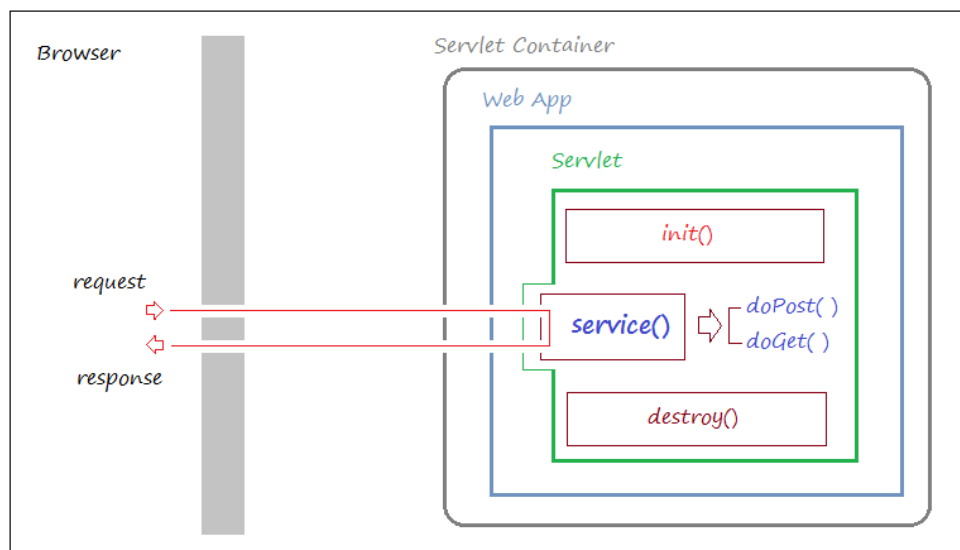 Browser
Servlet Container
Web App
Servlet
init()
request
service()
doPost( )
doGet( )
response
destroy()